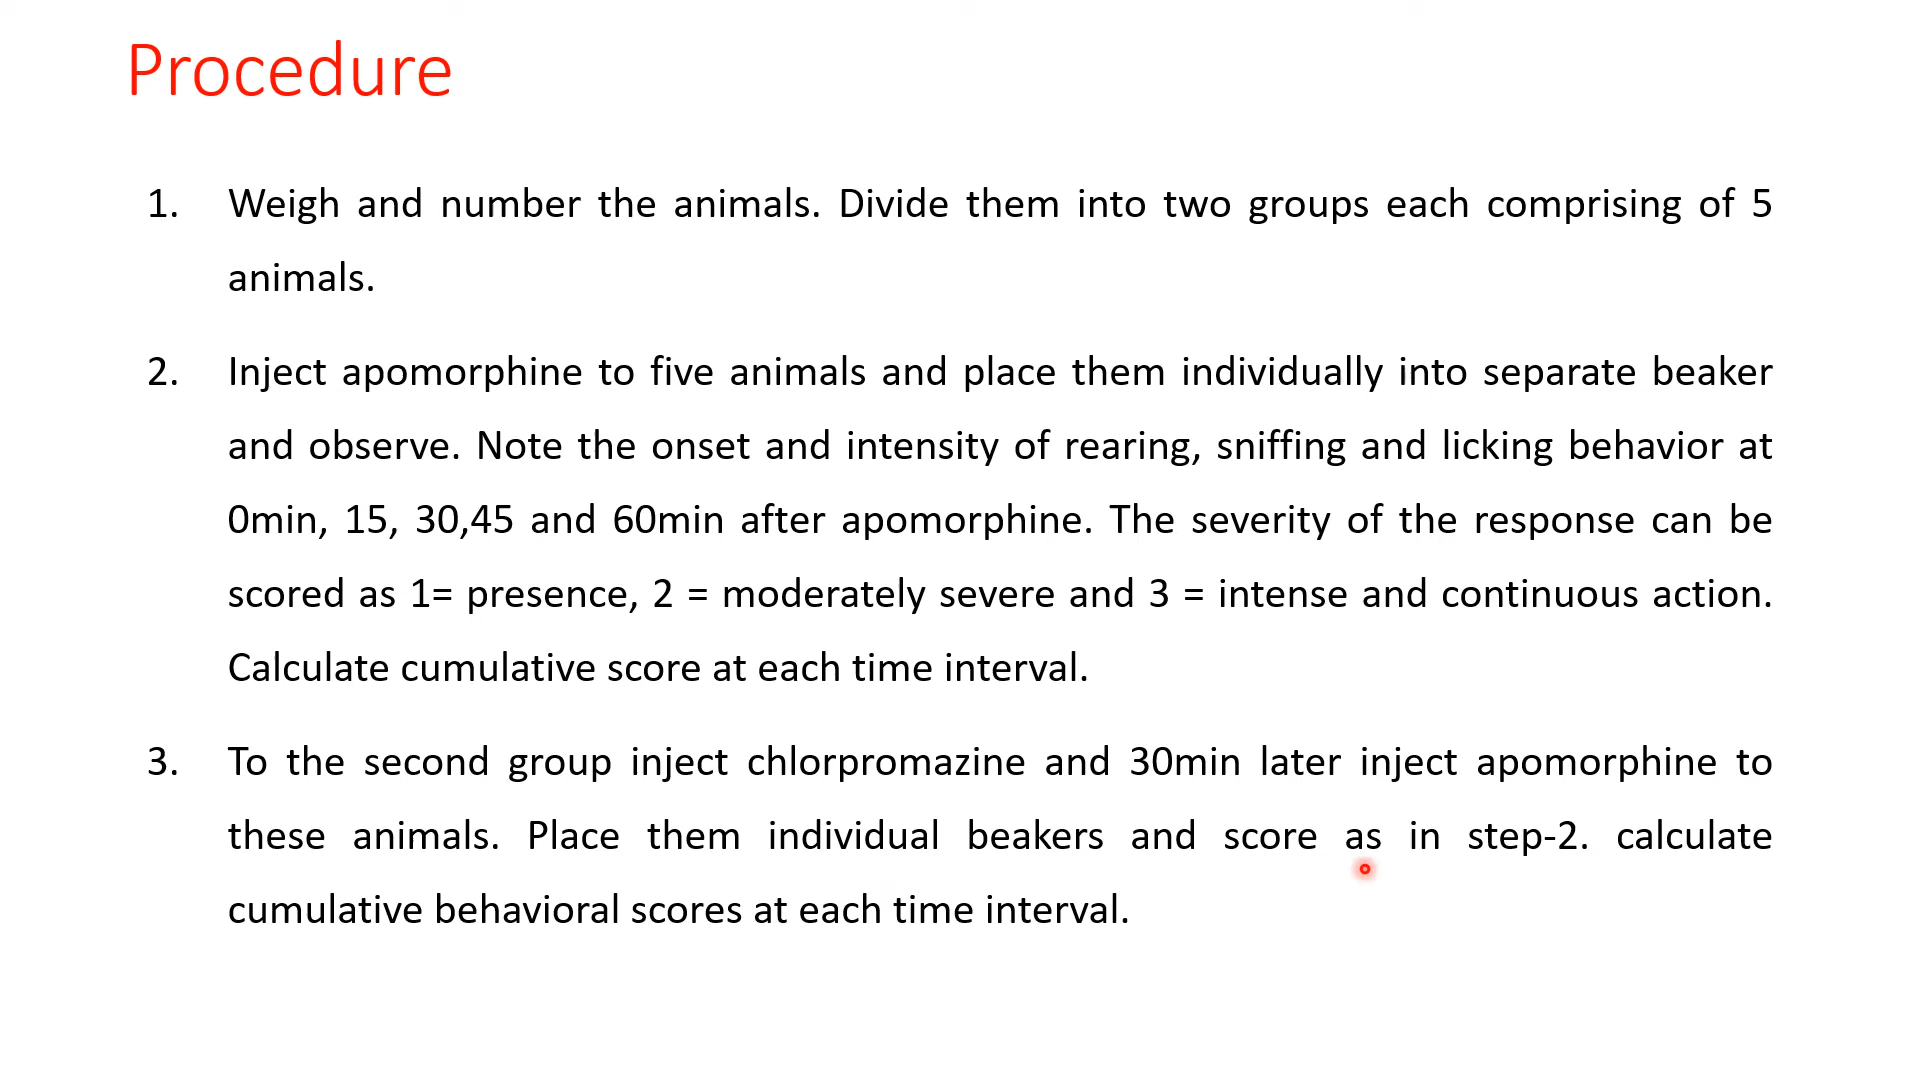 Procedure
1. Weigh and number the animals. Divide them into two groups each comprising of 5
animals.
2. Inject apomorphine to five animals and place them individually into separate beaker
and observe. Note the onset and intensity of rearing, sniffing and licking behavior at
0min, 15, 30,45 and 60min after apomorphine. The severity of the response can be
scored as 1= presence, 2 = moderately severe and 3 = intense and continuous action.
Calculate cumulative score at each time interval.
3. To the second group inject chlorpromazine and 30min later inject apomorphine to
these animals. Place them individual beakers and score as in step-2. calculate
cumulative behavioral scores at each time interval.